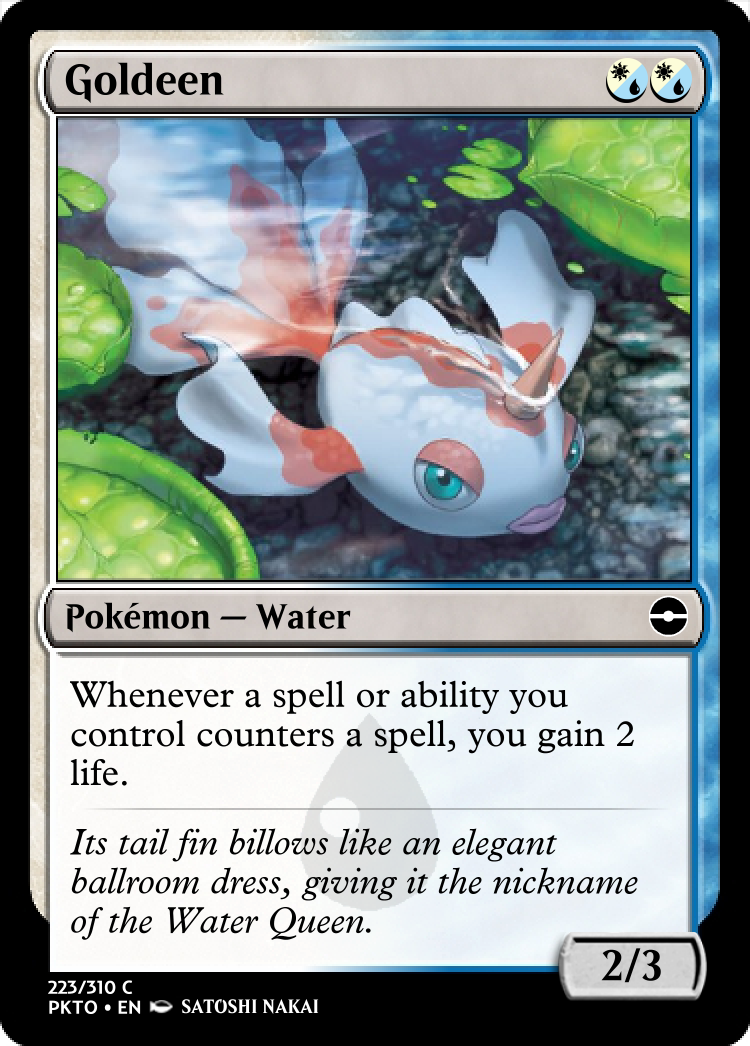 Goldeen
Pokémon — Water
Whenever a spell or ability you
control counters a spell, you gain 2
life.
Its tail fin billows like an elegant
ballroom dress, giving it the nickname
of the Water Queen.
2/3
223/310 C
PKTO • EN SATOSHI NAKAI